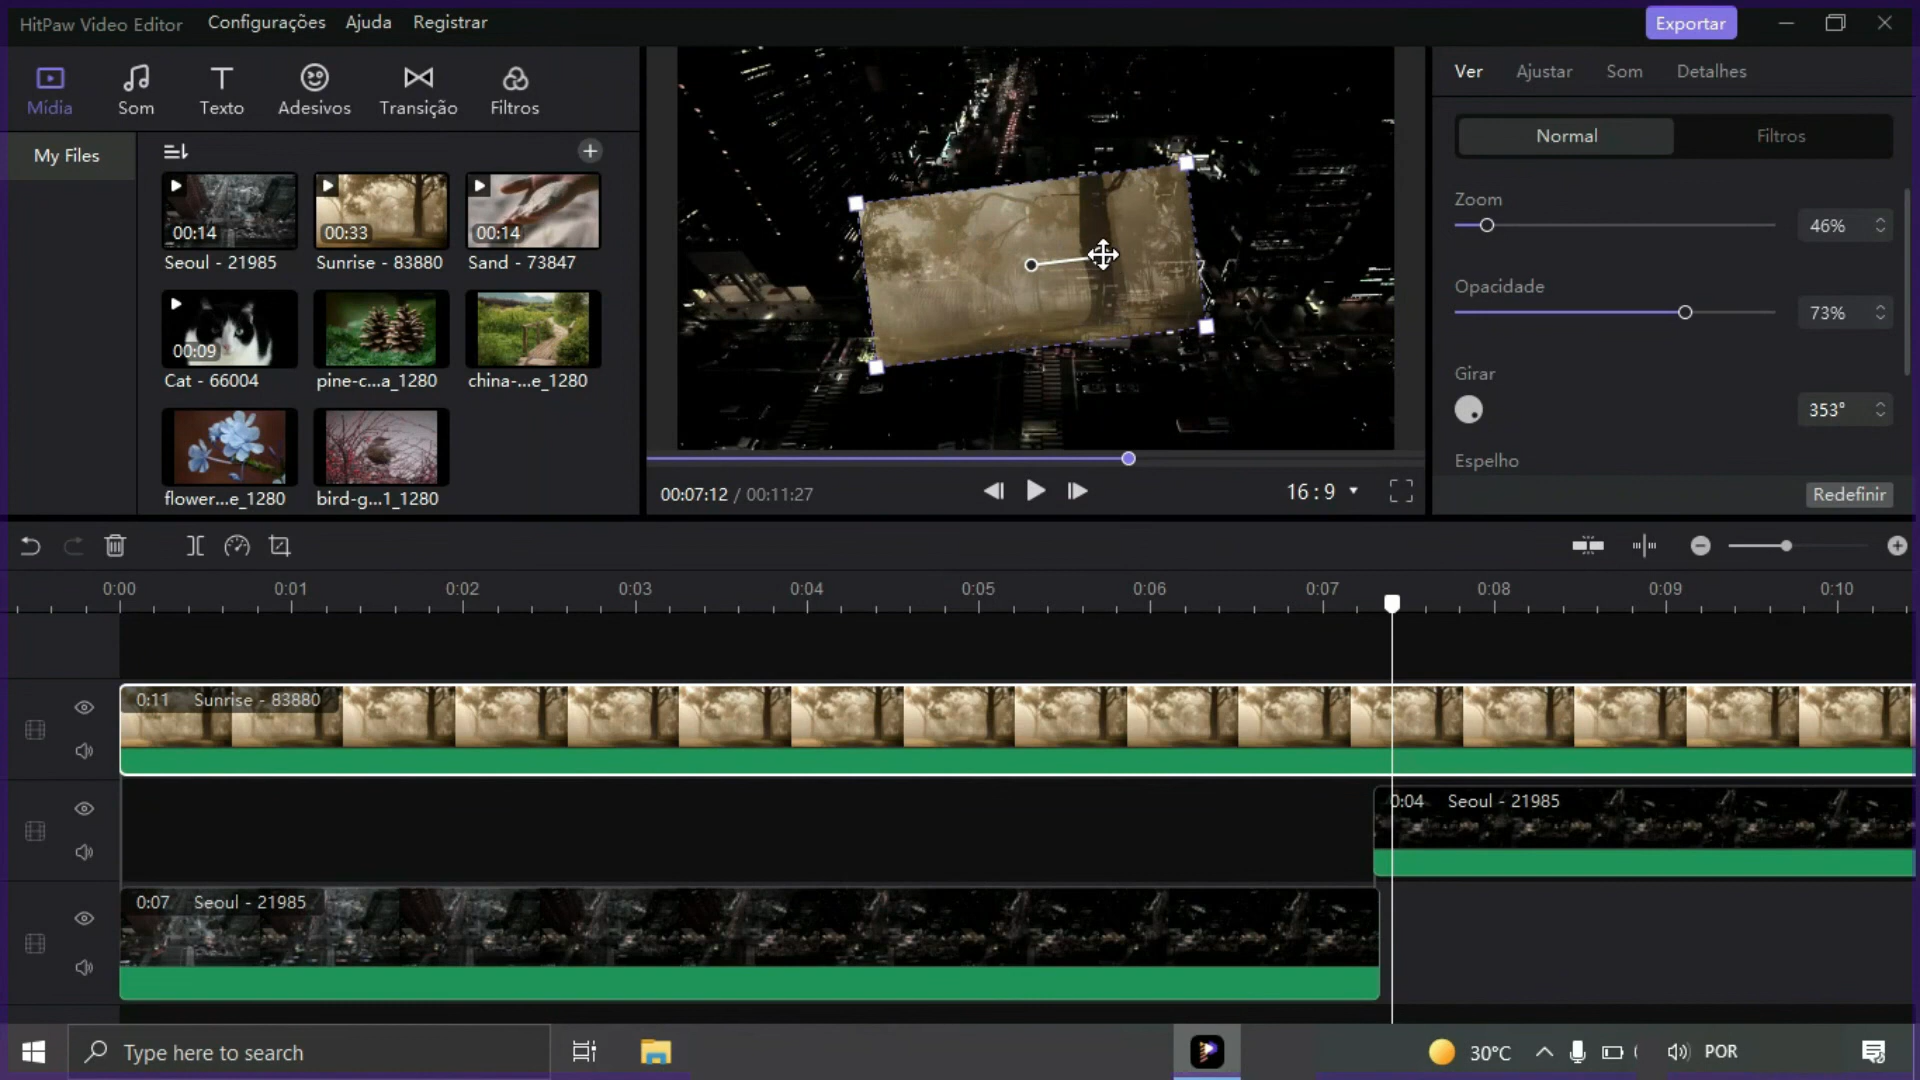 HitPaw Video Editor Configurações Ajuda Registrar Exportar
Mídia Som Texto Adesivos Transição Filtros
My Files
00:14 00:33 00:14
Seoul - 21985 Sunrise - 83880 Sand - 73847
00:09
Cat - 66004 pine-c...a_1280 china-...e_1280
flower...e_1280 bird-g...1_1280
00:07:12 / 00:11:27 16:9
Ver Ajustar Som Detalhes
Normal Filtros
Zoom
46%
Opacidade
73%
Girar
353°
Espelho
Redefinir
0:00 0:01 0:02 0:03 0:04 0:05 0:06 0:07 0:08 0:09 0:10
0:11 Sunrise - 83880
0:04 Seoul - 21985
0:07 Seoul - 21985
Type here to search 30°C POR